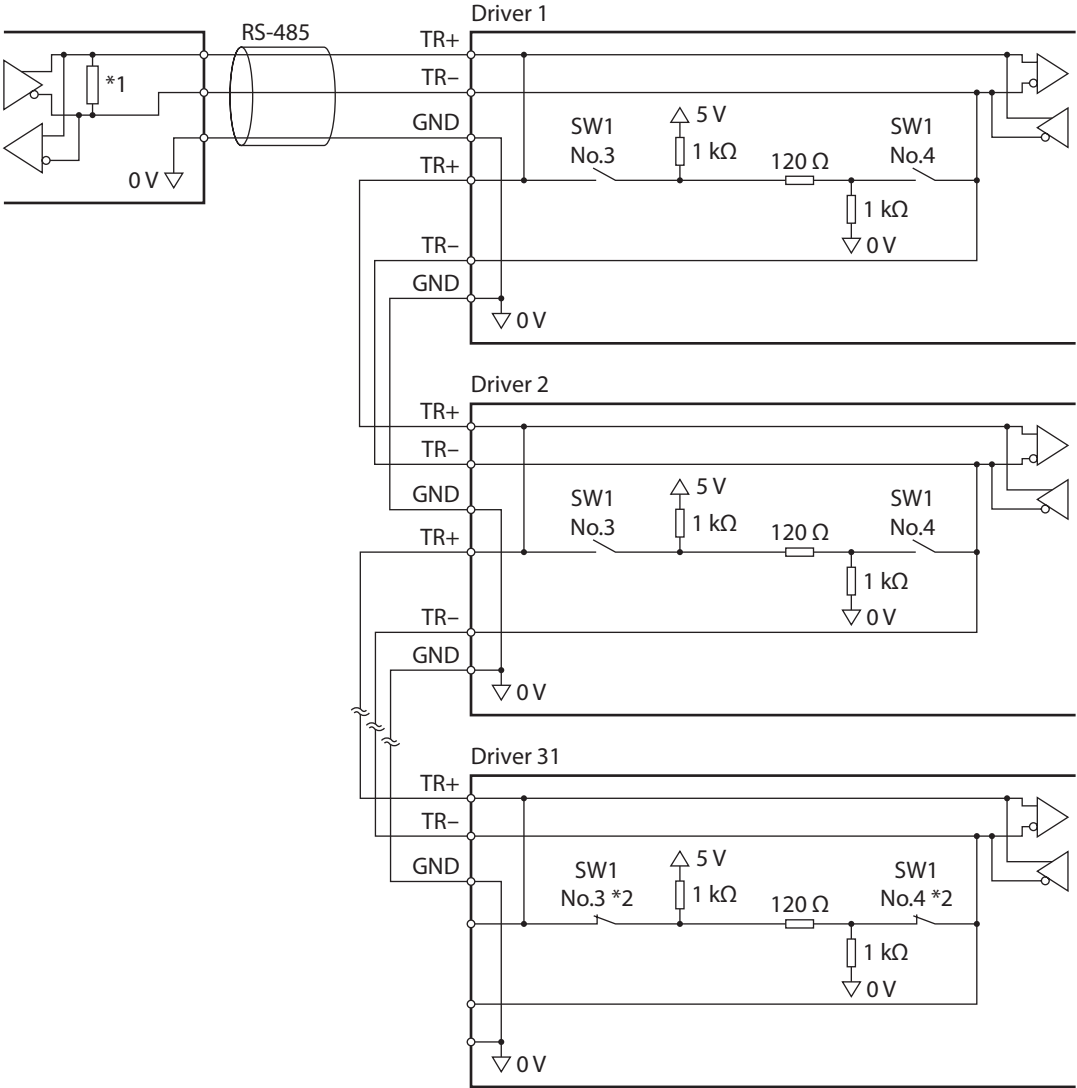 Driver 1
RS-485
TR+
*1
TR–
GND
5 V
SW1
No.3
1 kΩ
120 Ω
SW1
No.4
TR+
0 V
1 kΩ
0 V
TR–
GND
0 V
Driver 2
TR+
TR–
GND
5 V
SW1
No.3
1 kΩ
120 Ω
SW1
No.4
TR+
1 kΩ
0 V
TR–
GND
0 V
Driver 31
TR+
TR–
GND
5 V
SW1
No.3 *2
1 kΩ
120 Ω
SW1
No.4 *2
1 kΩ
0 V
0 V